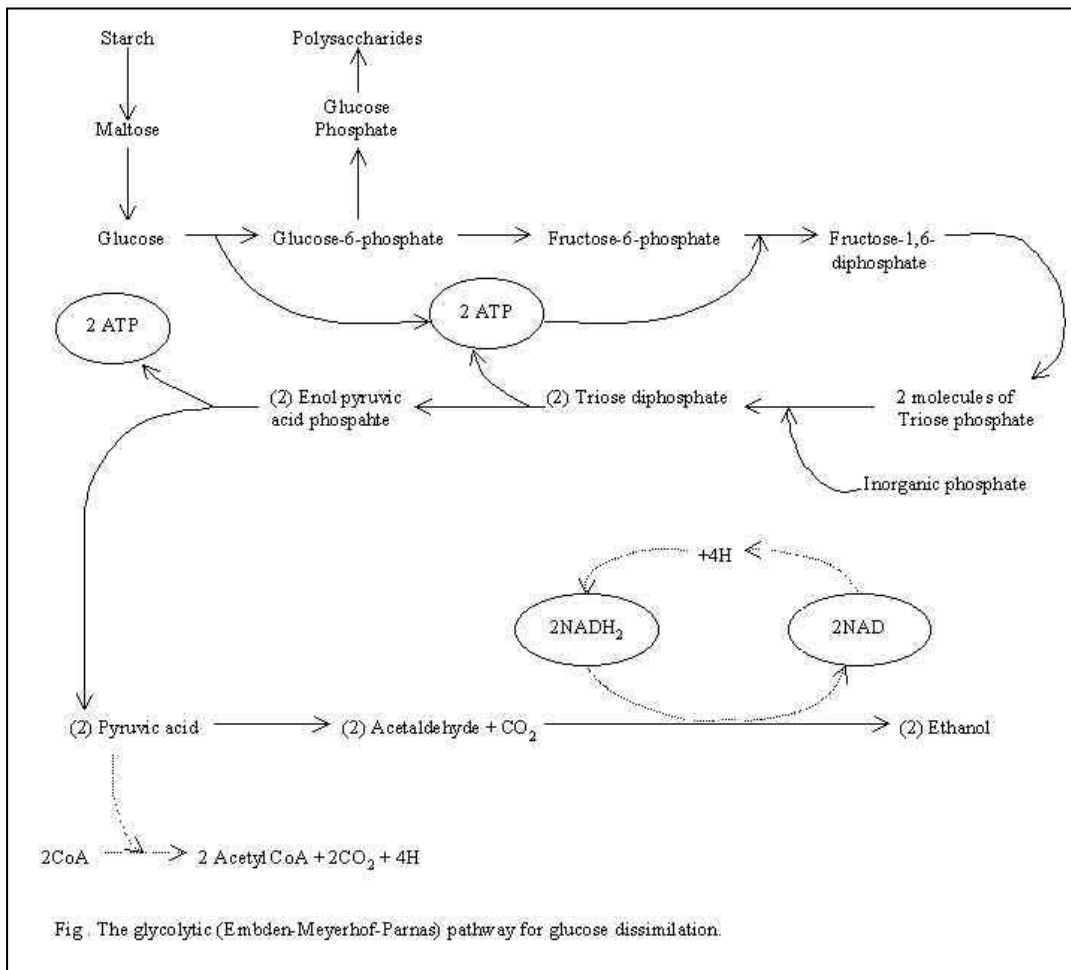 Starch
Polysaccharides
Glucose
Phosphate
Maltose
Glucose
Glucose-6-phosphate
Fructose-6-phosphate
Fructose-1,6-
diphosphate
2 ATP
2 ATP
(2) Enol pyruvic
acid phospahte
(2) Triose diphosphate
2 molecules of
Triose phosphate
Inorganic phosphate
+4H
2NADH₂
2NAD
(2) Pyruvic acid
(2) Acetaldehyde + CO₂
(2) Ethanol
2CoA
2 Acetyl CoA + 2CO₂ + 4H
Fig . The glycolytic (Embden-Meyerhof-Parnas) pathway for glucose dissimilation.